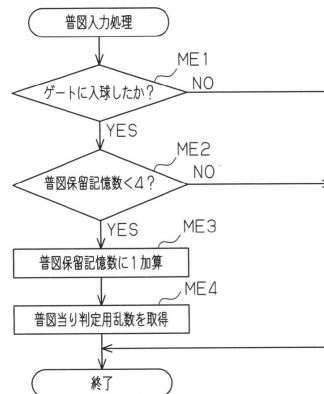 普図入力処理
ME1
ゲートに入球したか?
NO
YES
ME2
普図保留記憶数<4?
NO
YES
ME3
普図保留記憶数に1加算
ME4
普図当り判定用乱数を取得
終了